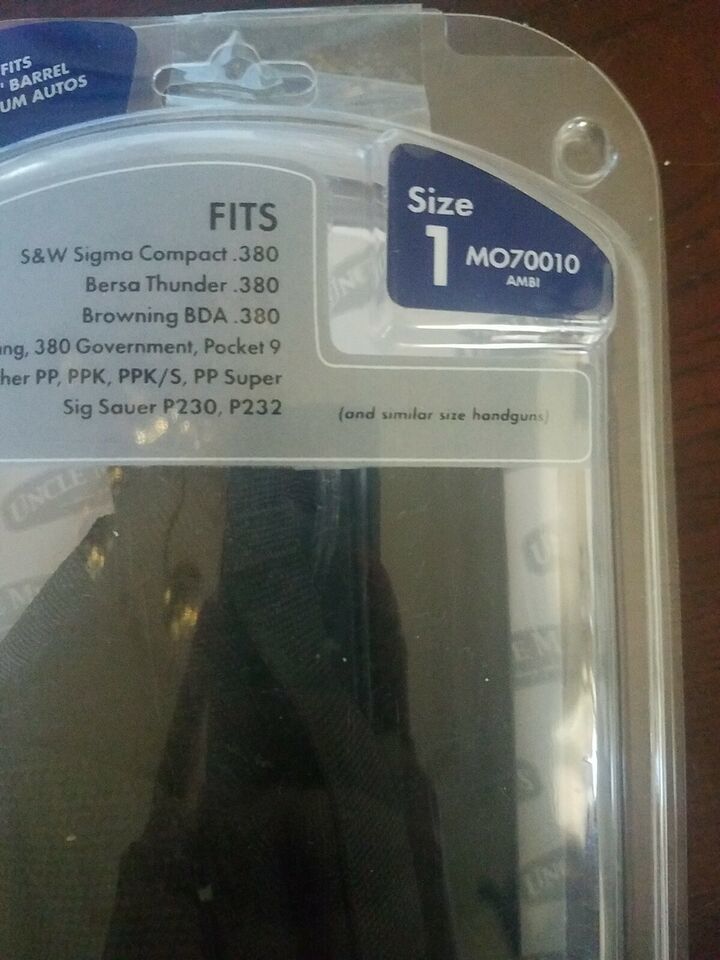 FITS
" BARREL
UM AUTOS
FITS
S&W Sigma Compact .380
Bersa Thunder .380
Browning BDA .380
ang, 380 Government, Pocket 9
her PP, PPK, PPK/S, PP Super
Sig Sauer P230, P232
(and similar size handguns)
Size
1 MO70010
AMBI
UNCLE